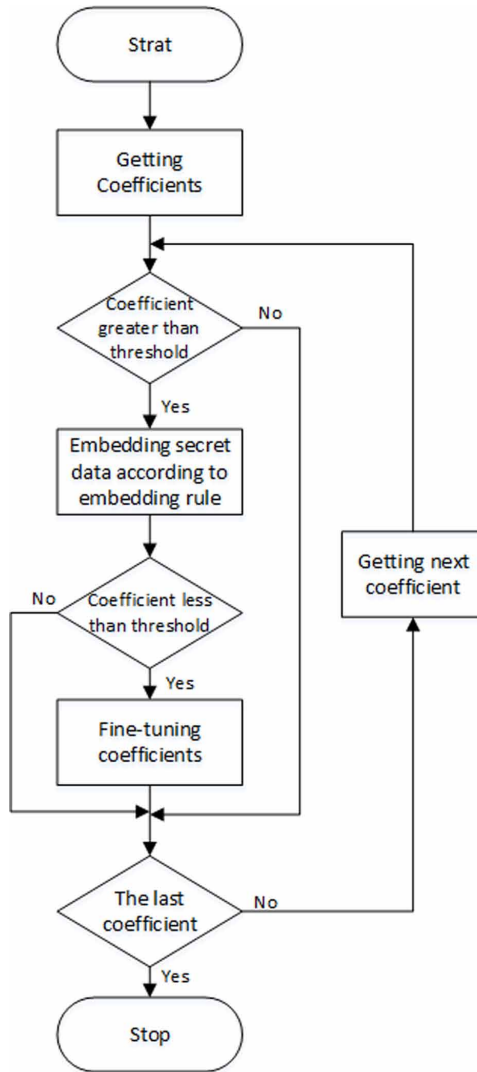 Strat
Getting
Coefficients
Coefficient
greater than
threshold
No
Yes
Embedding secret
data according to
embedding rule
Getting next
coefficient
No
Coefficient less
than threshold
Yes
Fine-tuning
coefficients
The last
coefficient
No
Yes
Stop